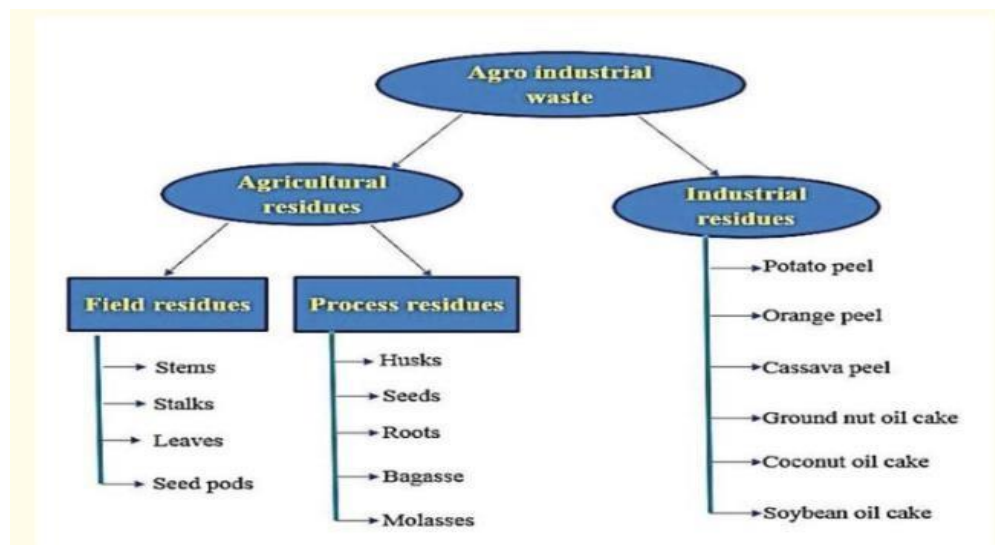 Agro industrial
waste
Agricultural
residues
Industrial
residues
Field residues
Process residues
Stems
Stalks
Leaves
Seed pods
Husks
Seeds
Roots
Bagasse
Molasses
Potato peel
Orange peel
Cassava peel
Ground nut oil cake
Coconut oil cake
Soybean oil cake